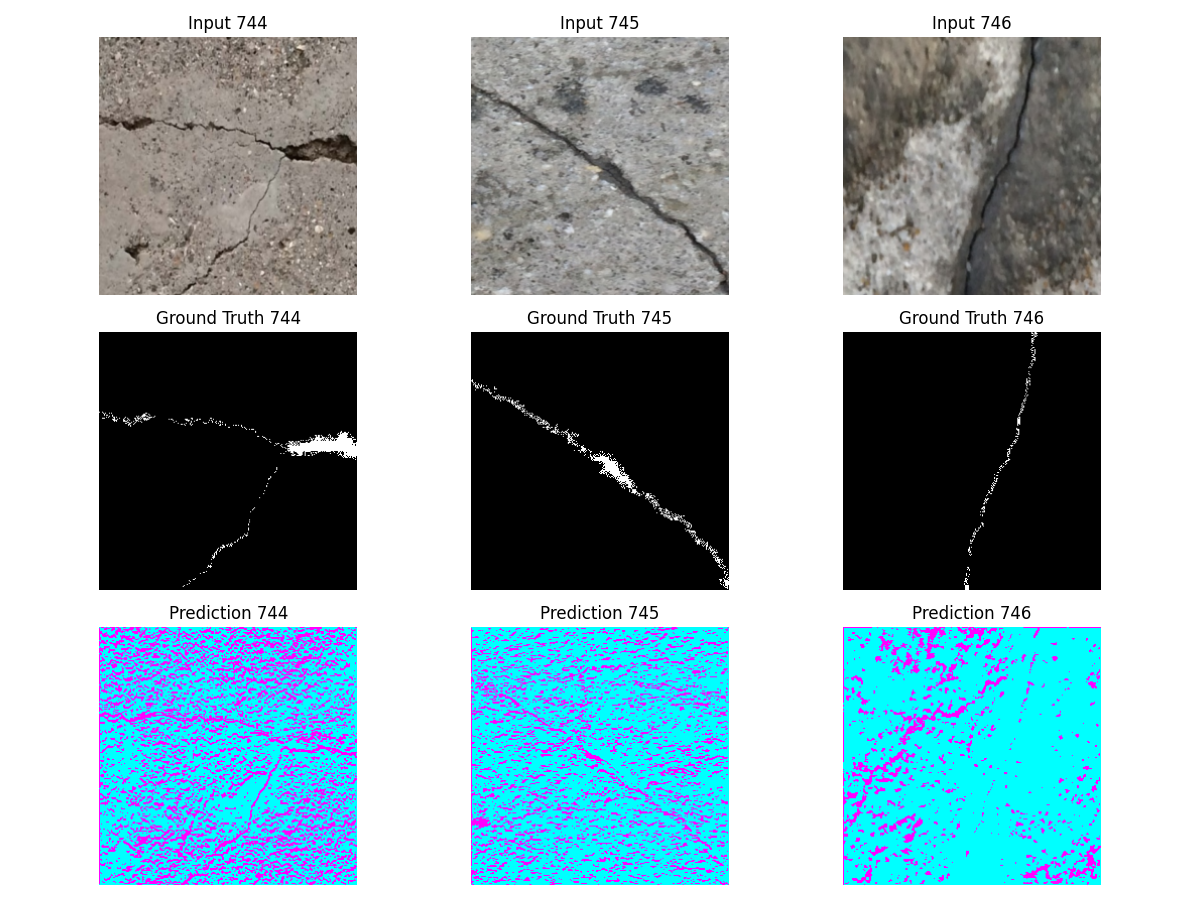 Input 744
Input 745
Input 746
Ground Truth 744
Ground Truth 745
Ground Truth 746
Prediction 744
Prediction 745
Prediction 746